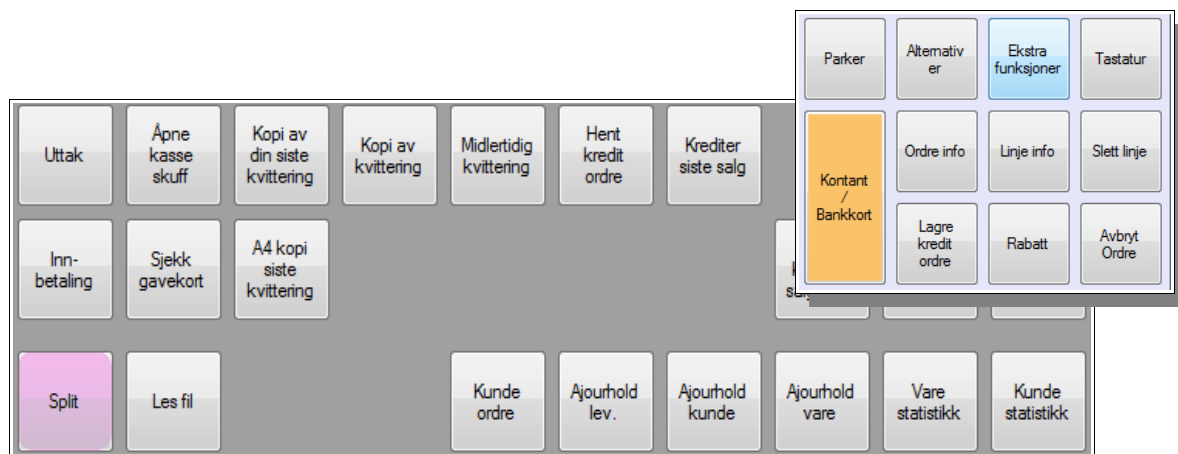 Parker
Alternativ
er
Ekstra
funksjoner
Tastatur
Kontant
/
Bankkort
Ordre info
Linje info
Slett linje
Lagre
kredit
ordre
Rabatt
Avbryt
Ordre
Uttak
Åpne
kasse
skuff
Kopi av
din siste
kvittering
Kopi av
kvittering
Midlertidig
kvittering
Hent
kredit
ordre
Krediter
siste salg
Inn-
betaling
Sjekk
gavekort
A4 kopi
siste
kvittering
Split
Les fil
Kunde
ordre
Ajourhold
lev.
Ajourhold
kunde
Ajourhold
vare
Vare
statistikk
Kunde
statistikk